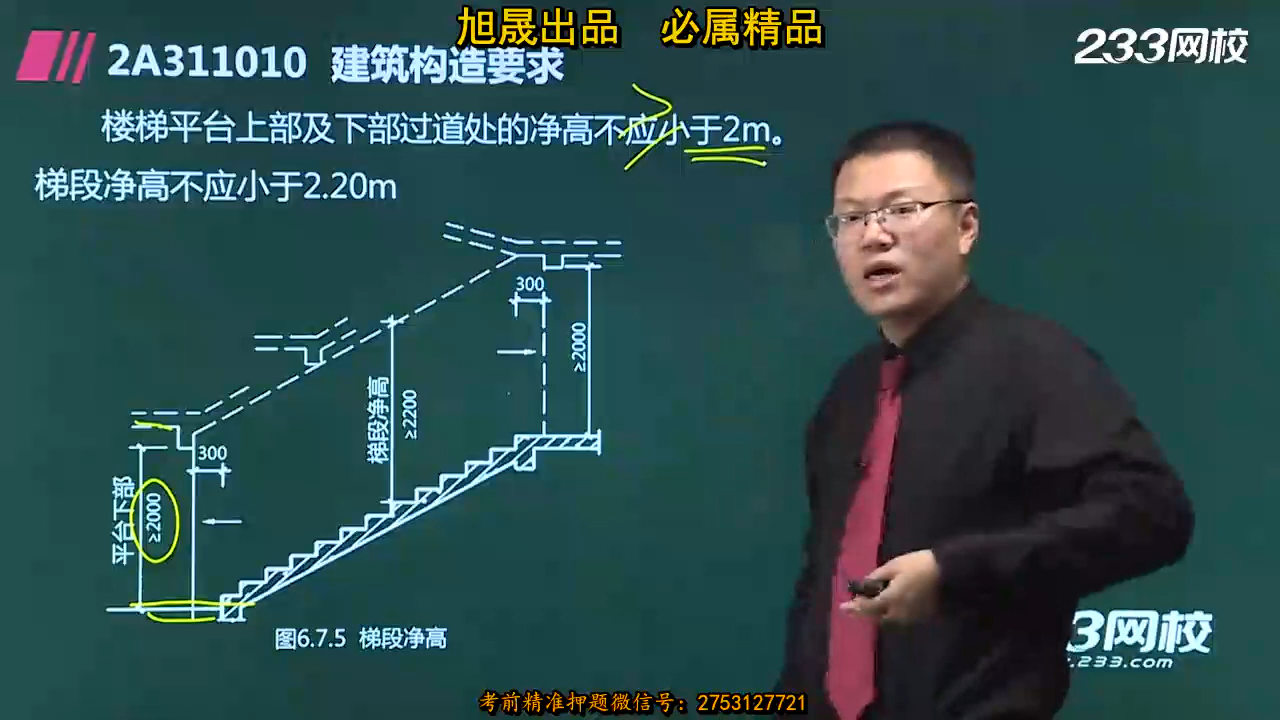 旭晟出品 必属精品
233网校
2A311010 建筑构造要求
楼梯平台上部及下部过道处的净高不应小于2m。
梯段净高不应小于2.20m
300
≥2000
梯段净高
≥2200
300
平台下部
≥2000
图6.7.5 梯段净高
3网校
.233.com
考前精准押题微信号：2753127721